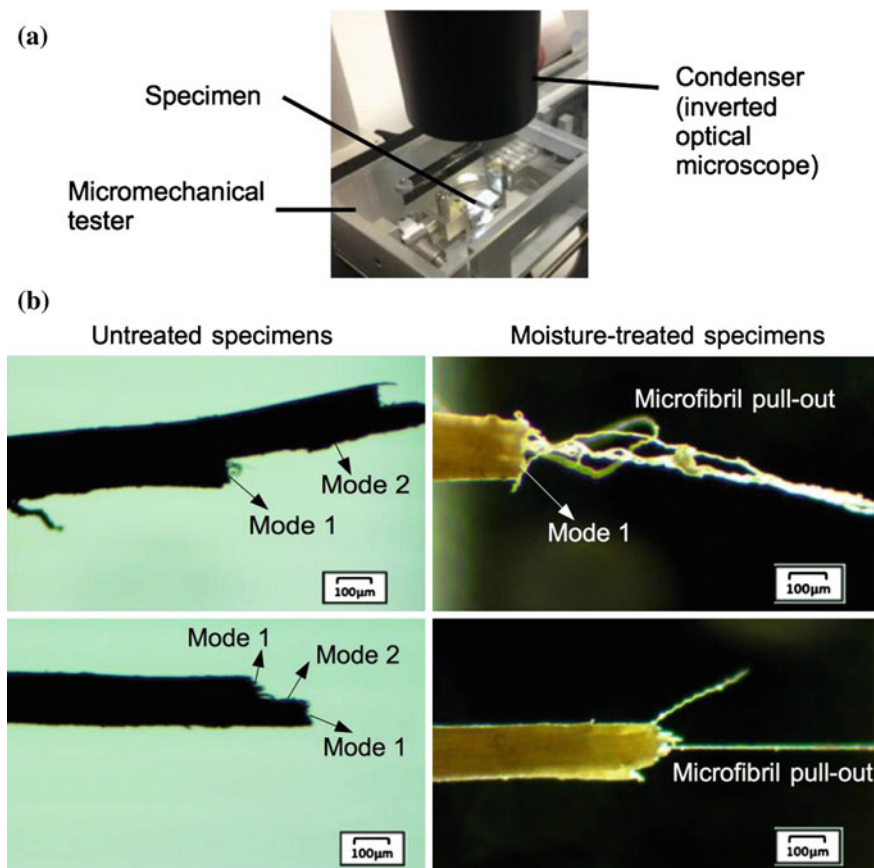 (a)
Specimen
Micromechanical
tester
Condenser
(inverted
optical
microscope)
(b)
Untreated specimens
Moisture-treated specimens
Mode 2
Mode 1
100μm
Microfibril pull-out
Mode 1
100μm
Mode 1
Mode 2
Mode 1
100μm
Microfibril pull-out
100μm